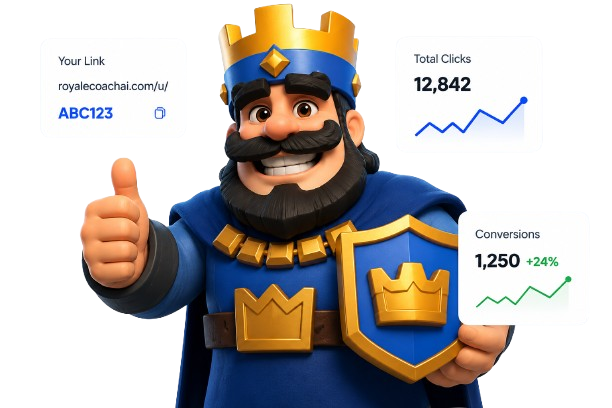 Your Link
royalecoachai.com/u/
ABC123
Total Clicks
12,842
Conversions
1,250 +24%